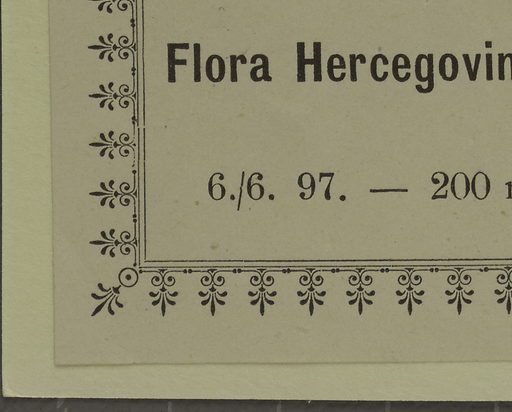 Flora Hercegovin
6./6. 97. — 200